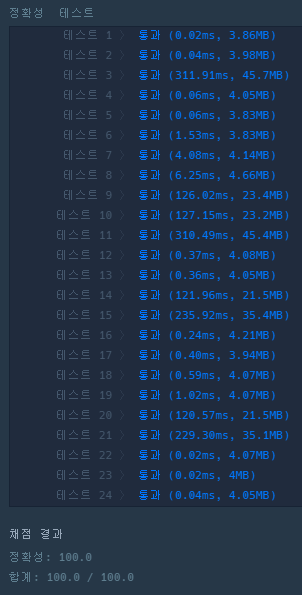 정확성  테스트
테스트 1 〉 통과 (0.02ms, 3.86MB)
테스트 2 〉 통과 (0.04ms, 3.98MB)
테스트 3 〉 통과 (311.91ms, 45.7MB)
테스트 4 〉 통과 (0.06ms, 4.05MB)
테스트 5 〉 통과 (0.06ms, 3.83MB)
테스트 6 〉 통과 (1.53ms, 3.83MB)
테스트 7 〉 통과 (4.08ms, 4.14MB)
테스트 8 〉 통과 (6.25ms, 4.66MB)
테스트 9 〉 통과 (126.02ms, 23.4MB)
테스트 10 〉 통과 (127.15ms, 23.2MB)
테스트 11 〉 통과 (310.49ms, 45.4MB)
테스트 12 〉 통과 (0.37ms, 4.08MB)
테스트 13 〉 통과 (0.36ms, 4.05MB)
테스트 14 〉 통과 (121.96ms, 21.5MB)
테스트 15 〉 통과 (235.92ms, 35.4MB)
테스트 16 〉 통과 (0.24ms, 4.21MB)
테스트 17 〉 통과 (0.40ms, 3.94MB)
테스트 18 〉 통과 (0.59ms, 4.07MB)
테스트 19 〉 통과 (1.02ms, 4.07MB)
테스트 20 〉 통과 (120.57ms, 21.5MB)
테스트 21 〉 통과 (229.30ms, 35.1MB)
테스트 22 〉 통과 (0.02ms, 4.07MB)
테스트 23 〉 통과 (0.02ms, 4MB)
테스트 24 〉 통과 (0.04ms, 4.05MB)
채점 결과
정확성: 100.0
합계: 100.0 / 100.0